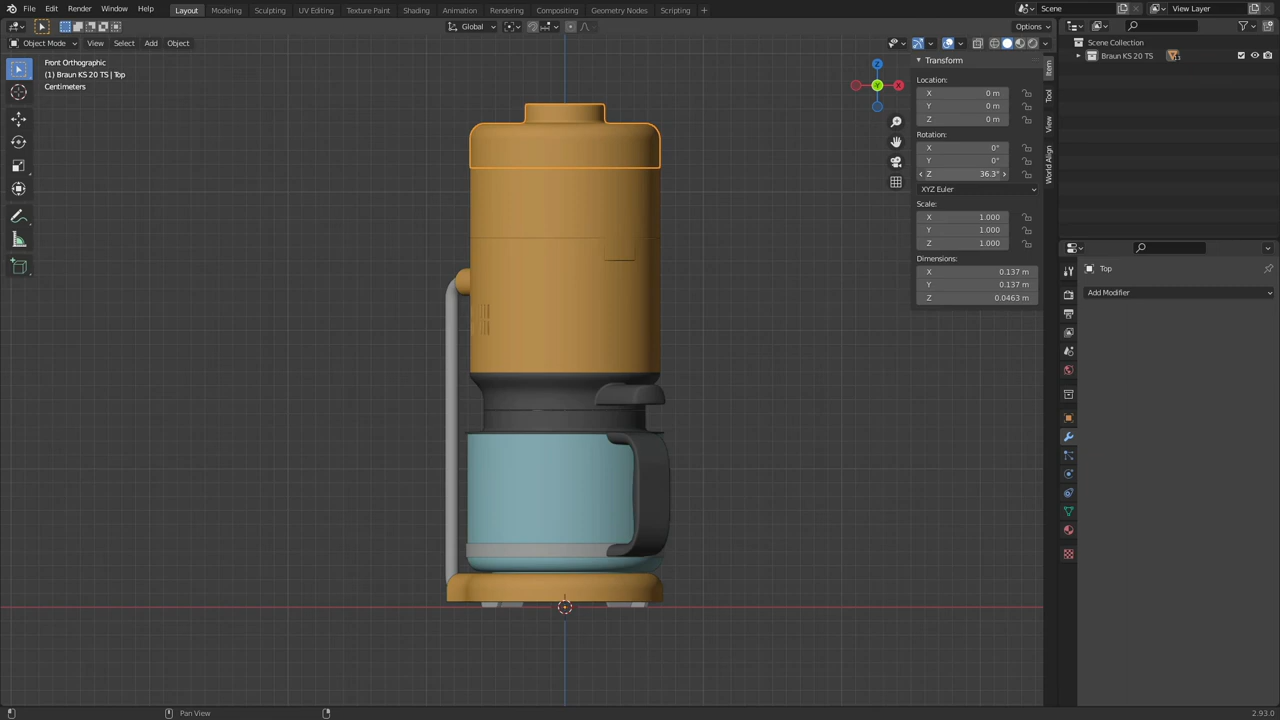 File Edit Render Window Help
Layout Modeling Sculpting UV Editing Texture Paint Shading Animation Rendering Compositing Geometry Nodes Scripting +
Scene View Layer
Global Options
Object Mode View Select Add Object
Front Orthographic
(1) Braun KS 20 TS | Top
Centimeters
Z
Y
X
Transform
Location:
X 0 m
Y 0 m
Z 0 m
Rotation:
X 0°
Y 0°
Z 36.3°
XYZ Euler
Scale:
X 1.000
Y 1.000
Z 1.000
Dimensions:
X 0.137 m
Y 0.137 m
Z 0.0463 m
Item
Tool
View
World Align
Scene Collection
Braun KS 20 TS
Top
Add Modifier
Pan View
2.93.0